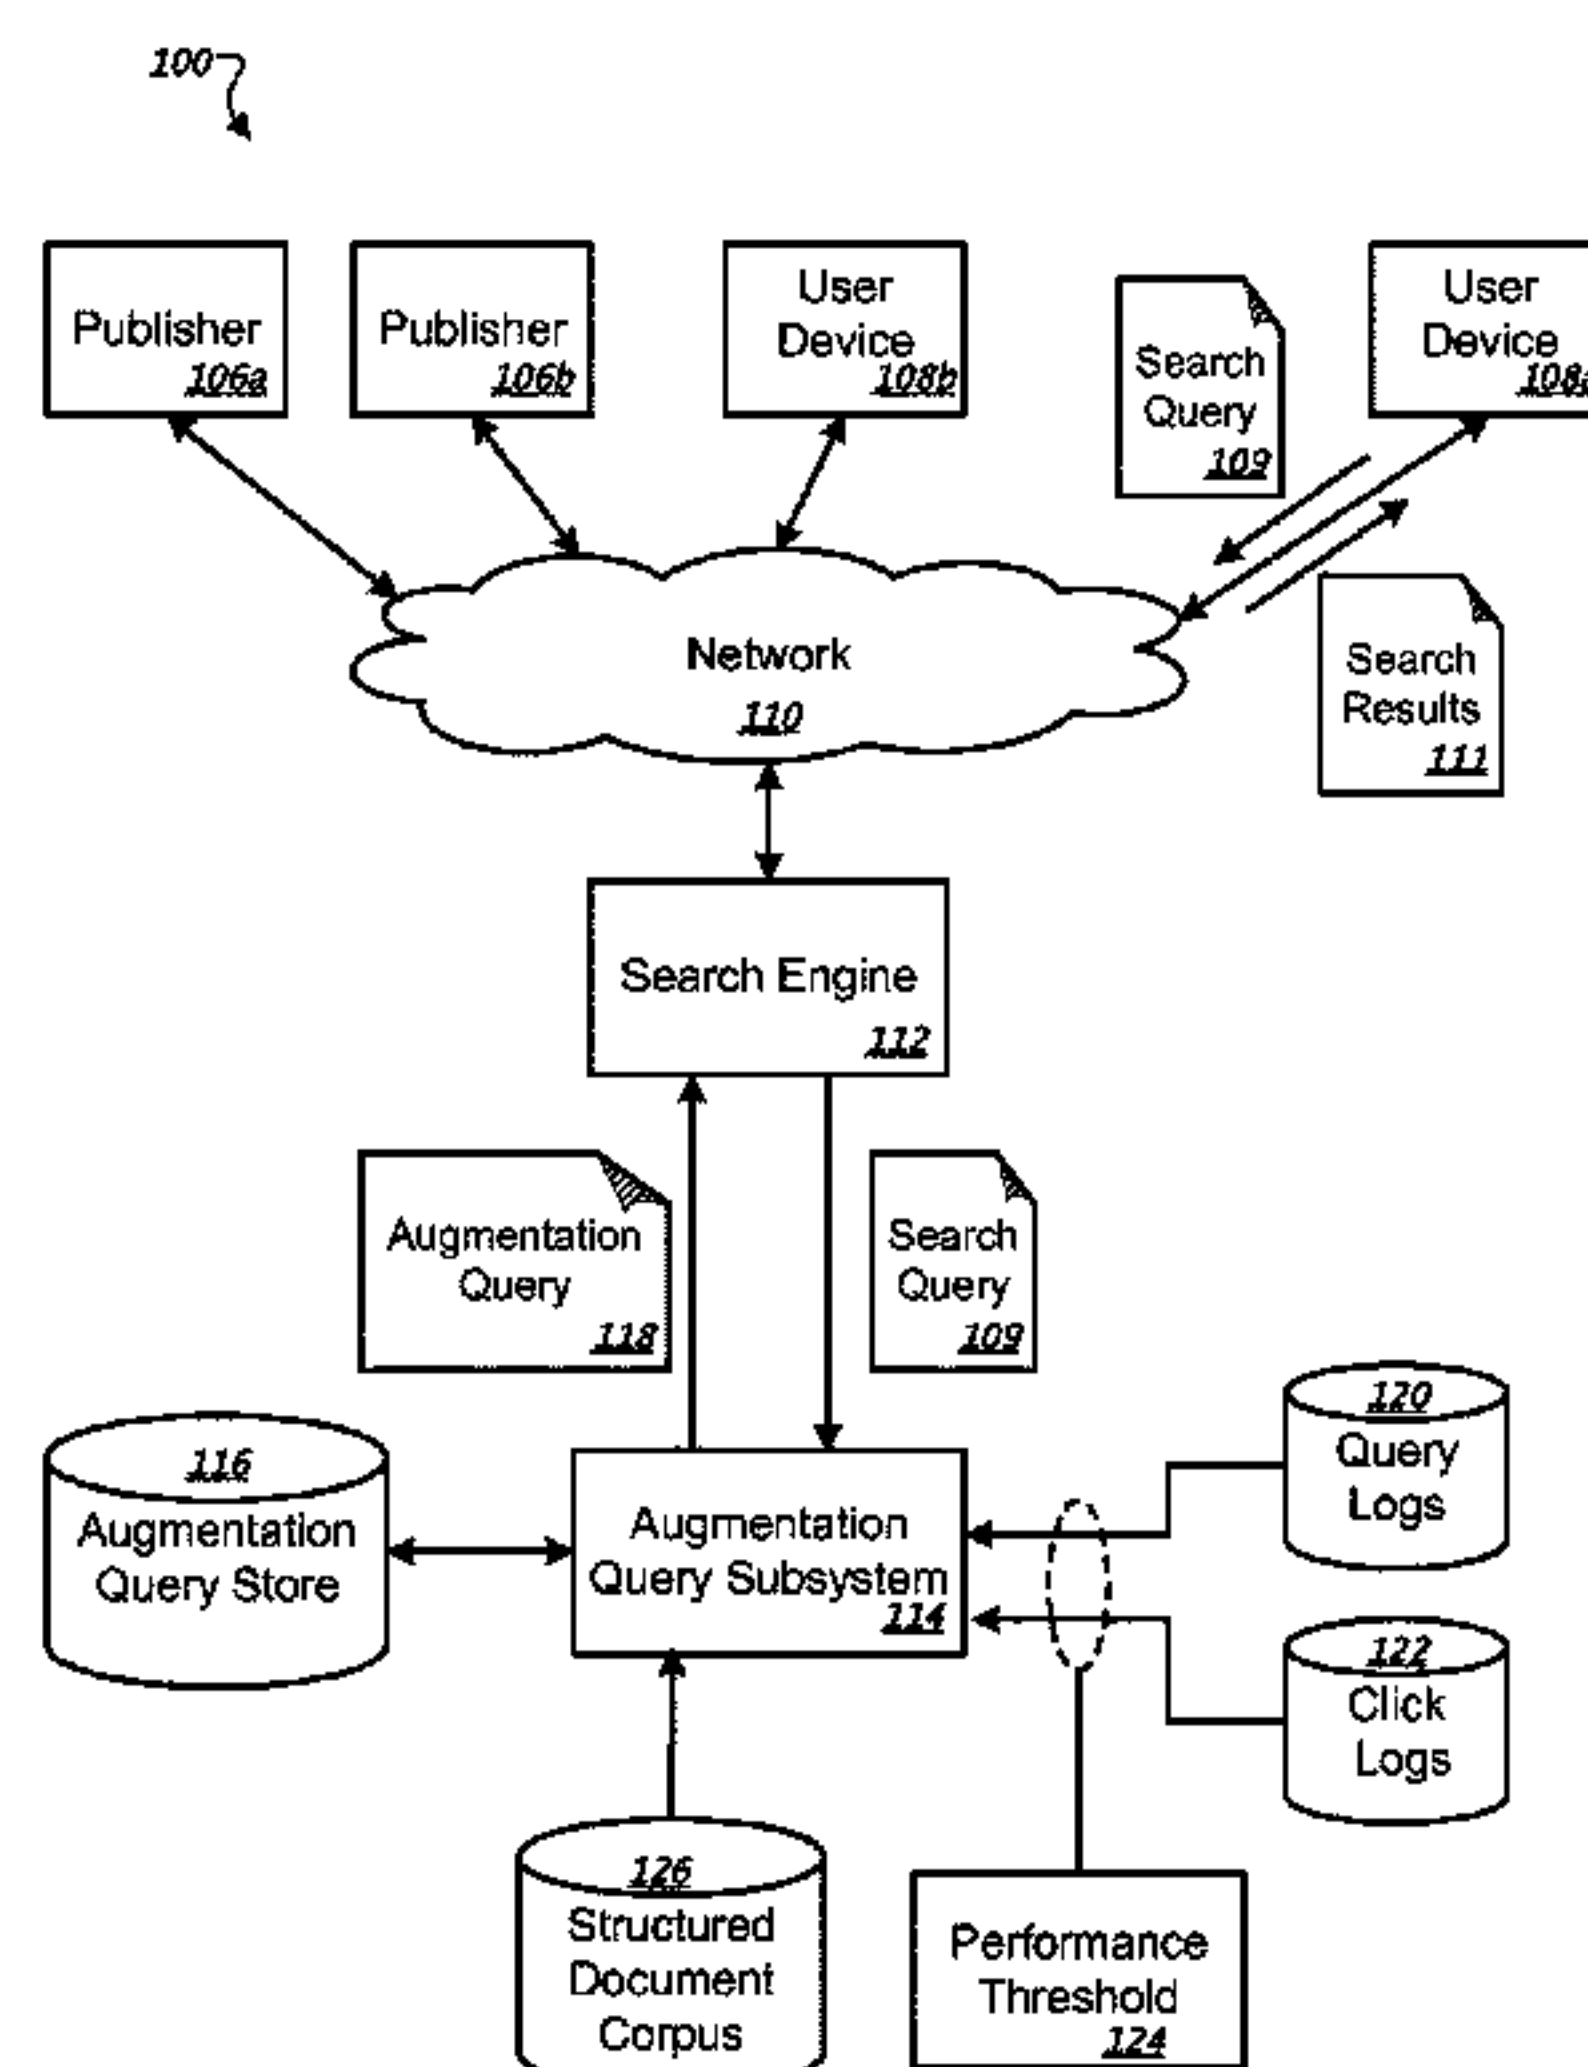 100
Publisher
106a
Publisher
106b
User
Device
108b
Search
Query
109
User
Device
108a
Network
110
Search
Results
111
Search Engine
112
Augmentation
Query
118
Search
Query
109
116
Augmentation
Query Store
Augmentation
Query Subsystem
114
120
Query
Logs
122
Click
Logs
126
Structured
Document
Corpus
Performance
Threshold
124